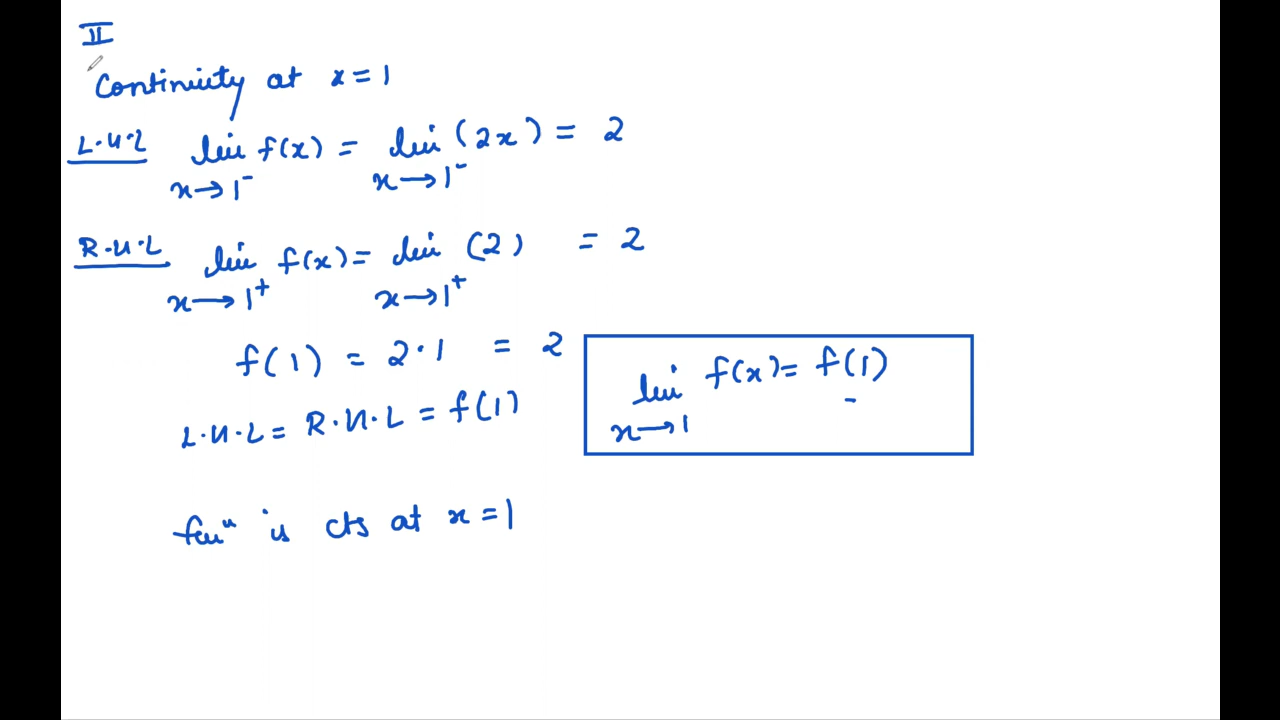 II
Continuity at x = 1
L.H.L lim f(x) = lim (2x) = 2
x→1⁻ x→1⁻
R.H.L lim f(x) = lim (2) = 2
x→1⁺ x→1⁺
f(1) = 2·1 = 2
L.H.L = R.H.L = f(1)
lim f(x) = f(1)
x→1
funⁿ is cts at x = 1